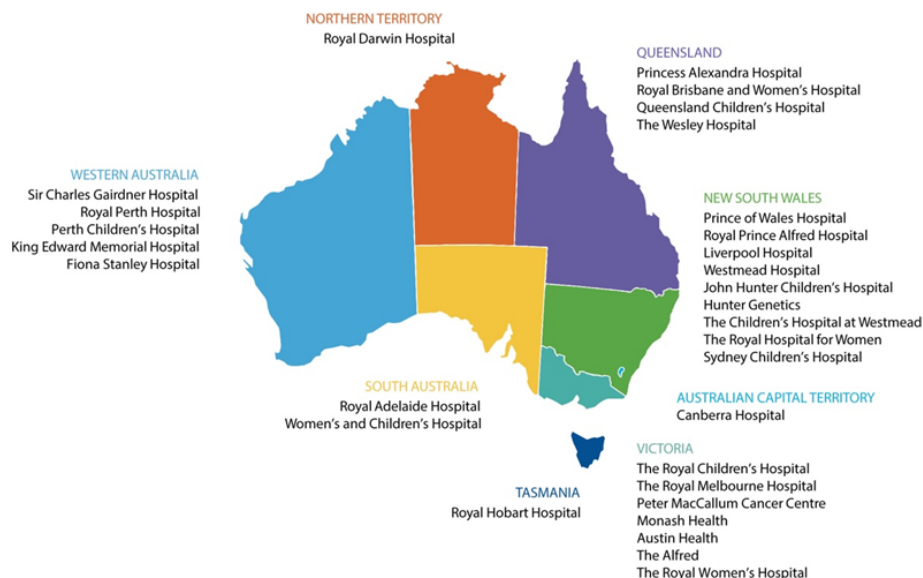 NORTHERN TERRITORY
Royal Darwin Hospital
QUEENSLAND
Princess Alexandra Hospital
Royal Brisbane and Women's Hospital
Queensland Children's Hospital
The Wesley Hospital
WESTERN AUSTRALIA
Sir Charles Gairdner Hospital
Royal Perth Hospital
Perth Children's Hospital
King Edward Memorial Hospital
Fiona Stanley Hospital
NEW SOUTH WALES
Prince of Wales Hospital
Royal Prince Alfred Hospital
Liverpool Hospital
Westmead Hospital
John Hunter Children's Hospital
Hunter Genetics
The Children's Hospital at Westmead
The Royal Hospital for Women
Sydney Children's Hospital
SOUTH AUSTRALIA
Royal Adelaide Hospital
Women's and Children's Hospital
AUSTRALIAN CAPITAL TERRITORY
Canberra Hospital
TASMANIA
Royal Hobart Hospital
VICTORIA
The Royal Children's Hospital
The Royal Melbourne Hospital
Peter MacCallum Cancer Centre
Monash Health
Austin Health
The Alfred
The Royal Women's Hospital